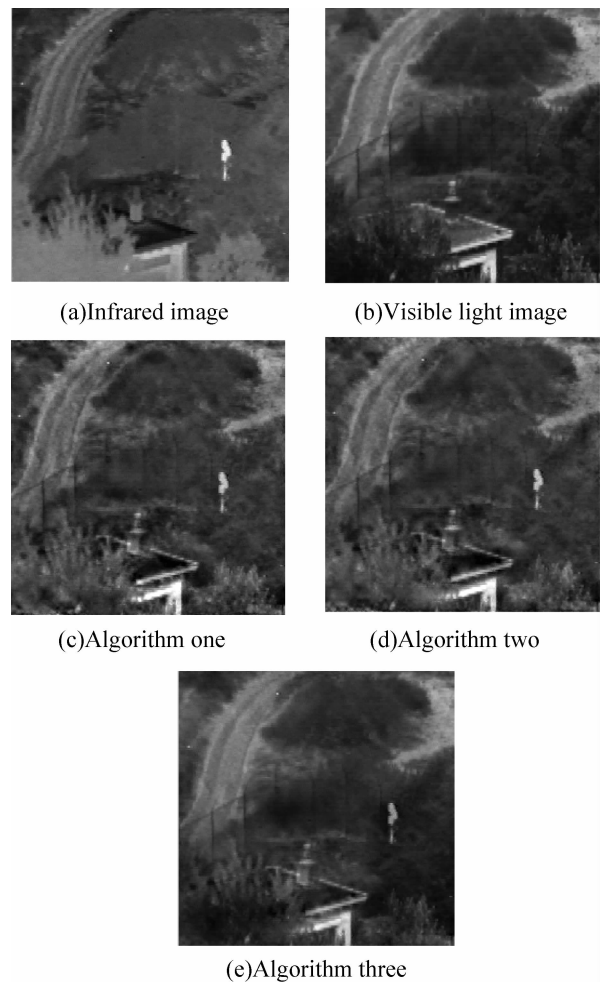 (a)Infrared image
(b)Visible light image
(c)Algorithm one
(d)Algorithm two
(e)Algorithm three